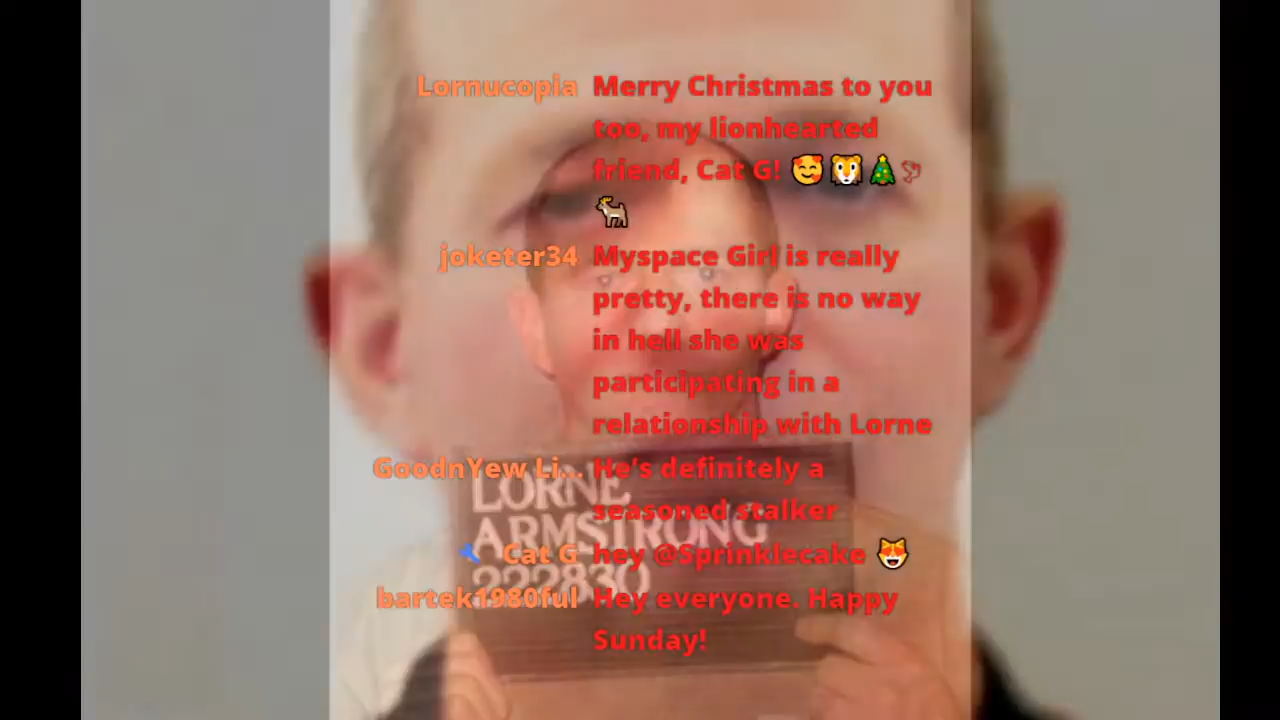 Lornucopia Merry Christmas to you
too, my lionhearted
friend, Cat G! 🥰🦁🎄🕊
🐐
joketer34 Myspace Girl is really
pretty, there is no way
in hell she was
participating in a
relationship with Lorne
GoodnYew Li... He's definitely a
seasoned stalker
🔧 Cat G hey @Sprinklecake 😻
bartek1980ful Hey everyone. Happy
Sunday!
LORNE
ARMSTRONG
222830